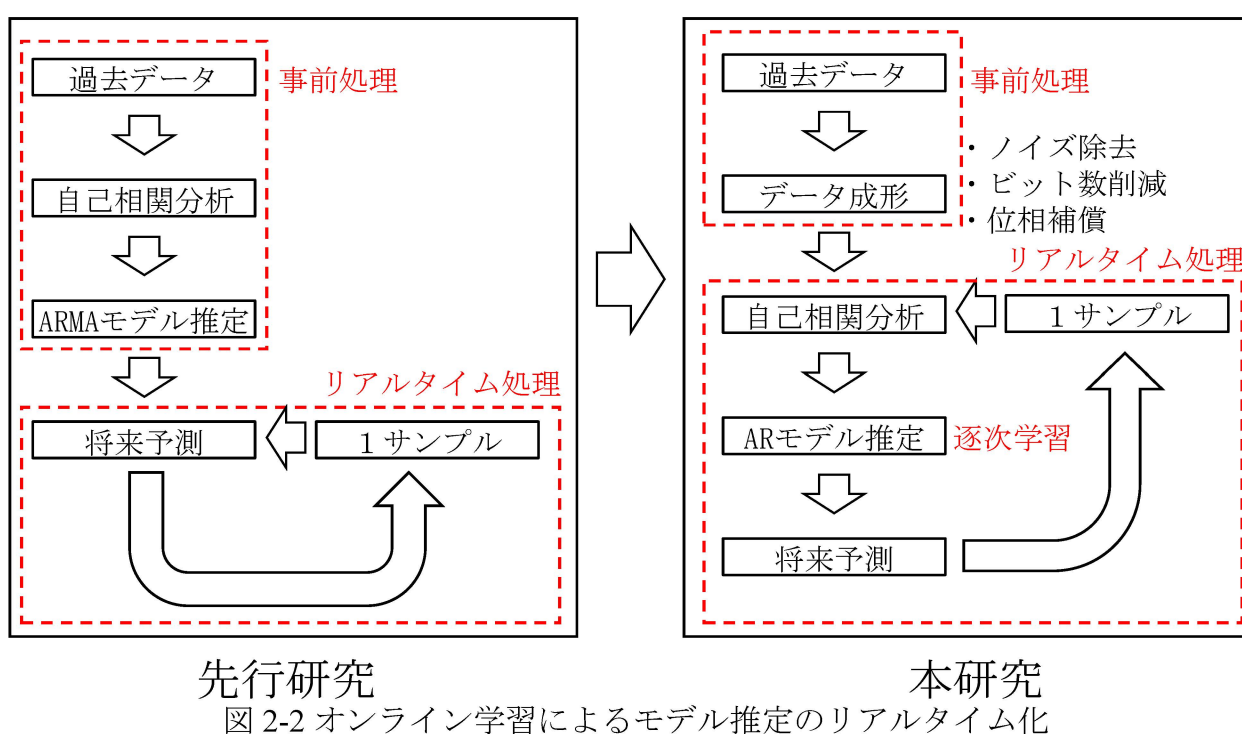 過去データ
事前処理
自己相関分析
ARMAモデル推定
リアルタイム処理
将来予測
1サンプル
先行研究
過去データ
事前処理
・ノイズ除去
・ビット数削減
・位相補償
データ成形
リアルタイム処理
自己相関分析
1サンプル
ARモデル推定
逐次学習
将来予測
本研究
図 2-2 オンライン学習によるモデル推定のリアルタイム化